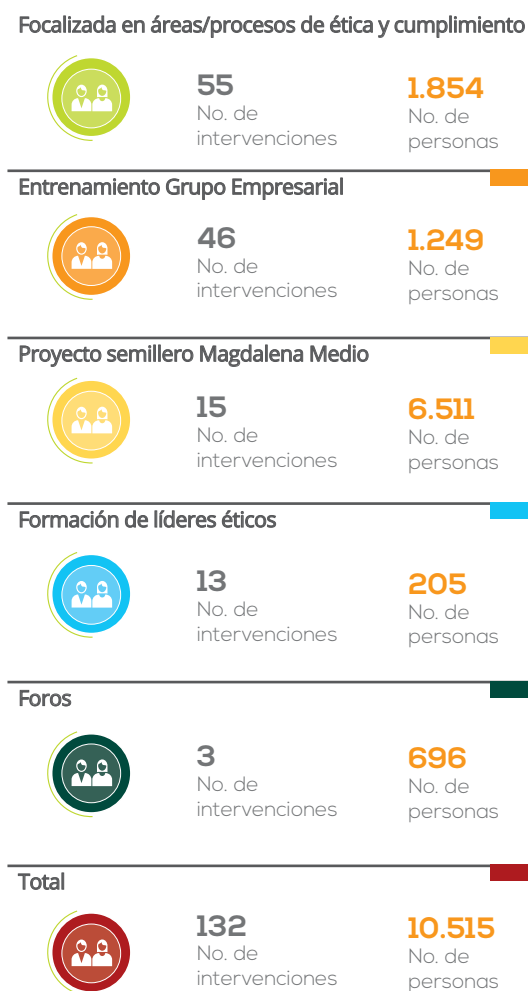 Focalizada en áreas/procesos de ética y cumplimiento
55
No. de
intervenciones
1.854
No. de
personas
Entrenamiento Grupo Empresarial
46
No. de
intervenciones
1.249
No. de
personas
Proyecto semillero Magdalena Medio
15
No. de
intervenciones
6.511
No. de
personas
Formación de líderes éticos
13
No. de
intervenciones
205
No. de
personas
Foros
3
No. de
intervenciones
696
No. de
personas
Total
132
No. de
intervenciones
10.515
No. de
personas